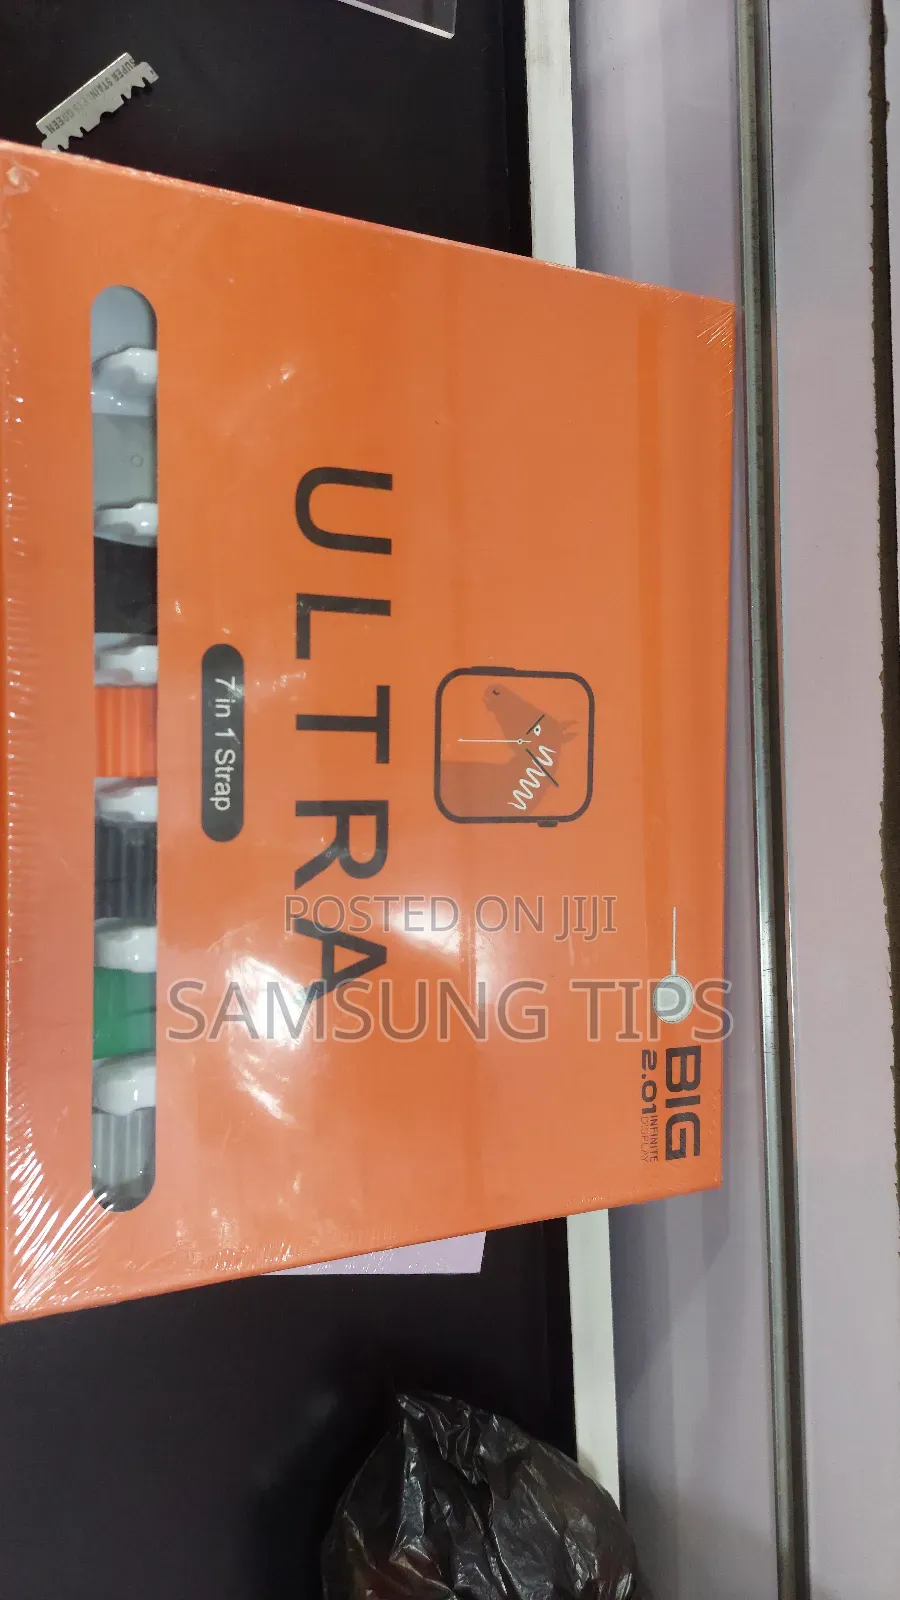 BIG
2.01 INFINITE
DISPLAY
ULTRA
7 in 1 Strap
POSTED ON JIJI
SAMSUNG TIPS